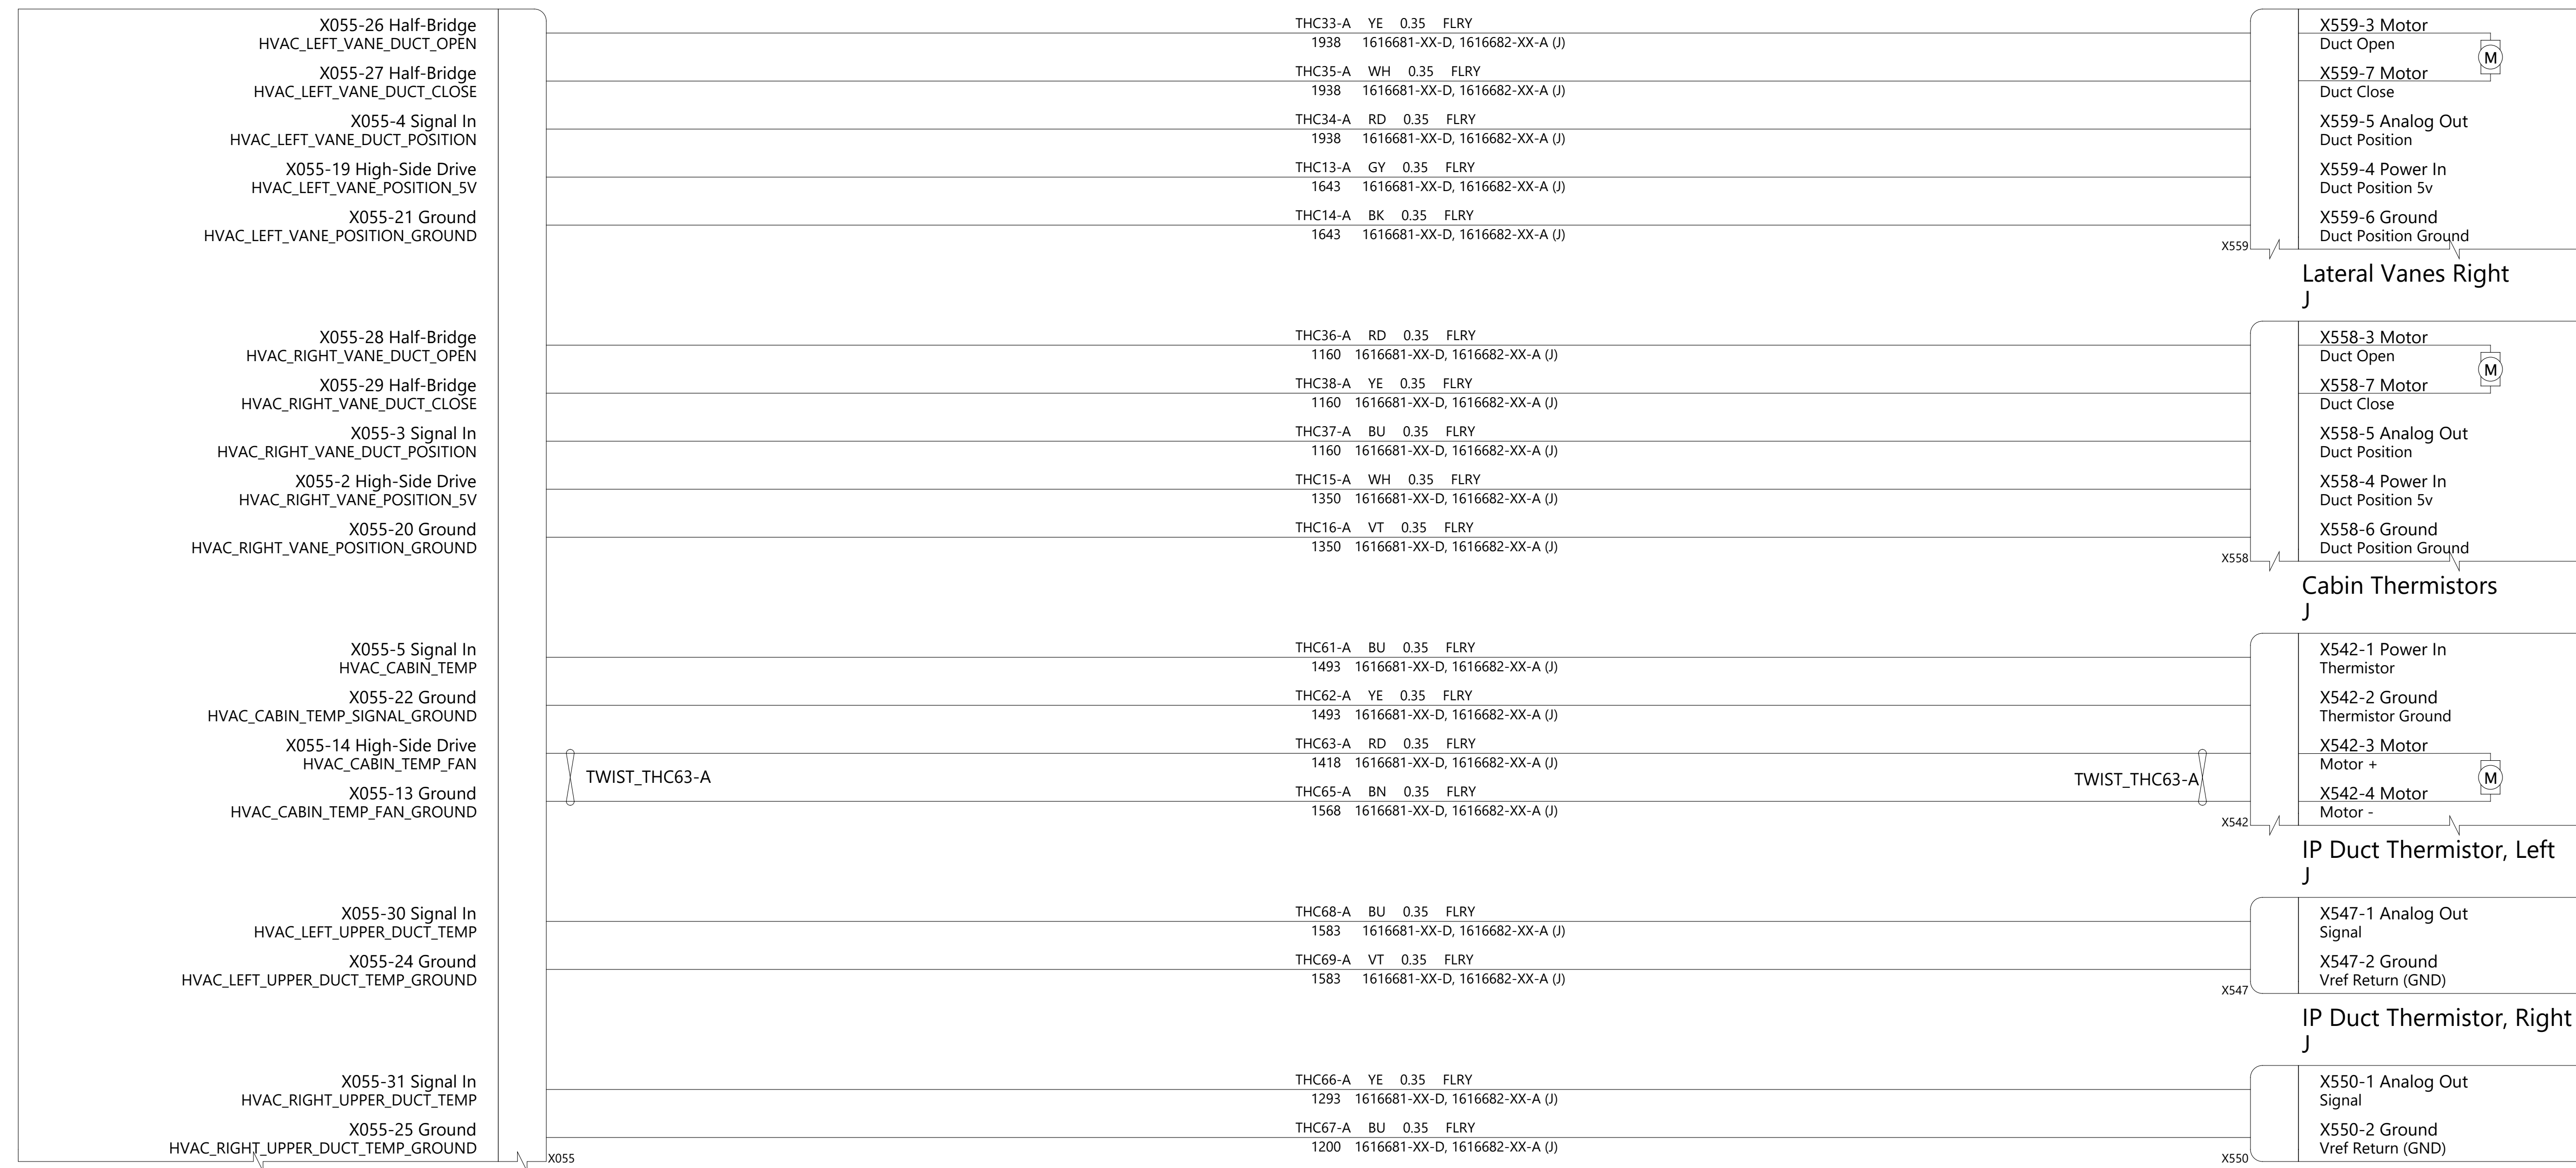 X055-26 Half-Bridge
HVAC_LEFT_VANE_DUCT_OPEN
THC33-A YE 0.35 FLRY
1938 1616681-XX-D, 1616682-XX-A (J)
X559-3 Motor
Duct Open
M
X055-27 Half-Bridge
HVAC_LEFT_VANE_DUCT_CLOSE
THC35-A WH 0.35 FLRY
1938 1616681-XX-D, 1616682-XX-A (J)
X559-7 Motor
Duct Close
X055-4 Signal In
HVAC_LEFT_VANE_DUCT_POSITION
THC34-A RD 0.35 FLRY
1938 1616681-XX-D, 1616682-XX-A (J)
X559-5 Analog Out
Duct Position
X055-19 High-Side Drive
HVAC_LEFT_VANE_POSITION_5V
THC13-A GY 0.35 FLRY
1643 1616681-XX-D, 1616682-XX-A (J)
X559-4 Power In
Duct Position 5v
X055-21 Ground
HVAC_LEFT_VANE_POSITION_GROUND
THC14-A BK 0.35 FLRY
1643 1616681-XX-D, 1616682-XX-A (J)
X559-6 Ground
Duct Position Ground
X559
Lateral Vanes Right
J
X055-28 Half-Bridge
HVAC_RIGHT_VANE_DUCT_OPEN
THC36-A RD 0.35 FLRY
1160 1616681-XX-D, 1616682-XX-A (J)
X558-3 Motor
Duct Open
M
X055-29 Half-Bridge
HVAC_RIGHT_VANE_DUCT_CLOSE
THC38-A YE 0.35 FLRY
1160 1616681-XX-D, 1616682-XX-A (J)
X558-7 Motor
Duct Close
X055-3 Signal In
HVAC_RIGHT_VANE_DUCT_POSITION
THC37-A BU 0.35 FLRY
1160 1616681-XX-D, 1616682-XX-A (J)
X558-5 Analog Out
Duct Position
X055-2 High-Side Drive
HVAC_RIGHT_VANE_POSITION_5V
THC15-A WH 0.35 FLRY
1350 1616681-XX-D, 1616682-XX-A (J)
X558-4 Power In
Duct Position 5v
X055-20 Ground
HVAC_RIGHT_VANE_POSITION_GROUND
THC16-A VT 0.35 FLRY
1350 1616681-XX-D, 1616682-XX-A (J)
X558-6 Ground
Duct Position Ground
X558
Cabin Thermistors
J
X055-5 Signal In
HVAC_CABIN_TEMP
THC61-A BU 0.35 FLRY
1493 1616681-XX-D, 1616682-XX-A (J)
X542-1 Power In
Thermistor
X055-22 Ground
HVAC_CABIN_TEMP_SIGNAL_GROUND
THC62-A YE 0.35 FLRY
1493 1616681-XX-D, 1616682-XX-A (J)
X542-2 Ground
Thermistor Ground
X055-14 High-Side Drive
HVAC_CABIN_TEMP_FAN
THC63-A RD 0.35 FLRY
1418 1616681-XX-D, 1616682-XX-A (J)
X542-3 Motor
Motor +
TWIST_THC63-A
TWIST_THC63-A
M
X055-13 Ground
HVAC_CABIN_TEMP_FAN_GROUND
THC65-A BN 0.35 FLRY
1568 1616681-XX-D, 1616682-XX-A (J)
X542-4 Motor
Motor -
X542
IP Duct Thermistor, Left
J
X055-30 Signal In
HVAC_LEFT_UPPER_DUCT_TEMP
THC68-A BU 0.35 FLRY
1583 1616681-XX-D, 1616682-XX-A (J)
X547-1 Analog Out
Signal
X055-24 Ground
HVAC_LEFT_UPPER_DUCT_TEMP_GROUND
THC69-A VT 0.35 FLRY
1583 1616681-XX-D, 1616682-XX-A (J)
X547-2 Ground
Vref Return (GND)
X547
IP Duct Thermistor, Right
J
X055-31 Signal In
HVAC_RIGHT_UPPER_DUCT_TEMP
THC66-A YE 0.35 FLRY
1293 1616681-XX-D, 1616682-XX-A (J)
X550-1 Analog Out
Signal
X055-25 Ground
HVAC_RIGHT_UPPER_DUCT_TEMP_GROUND
THC67-A BU 0.35 FLRY
1200 1616681-XX-D, 1616682-XX-A (J)
X550-2 Ground
Vref Return (GND)
X055
X550